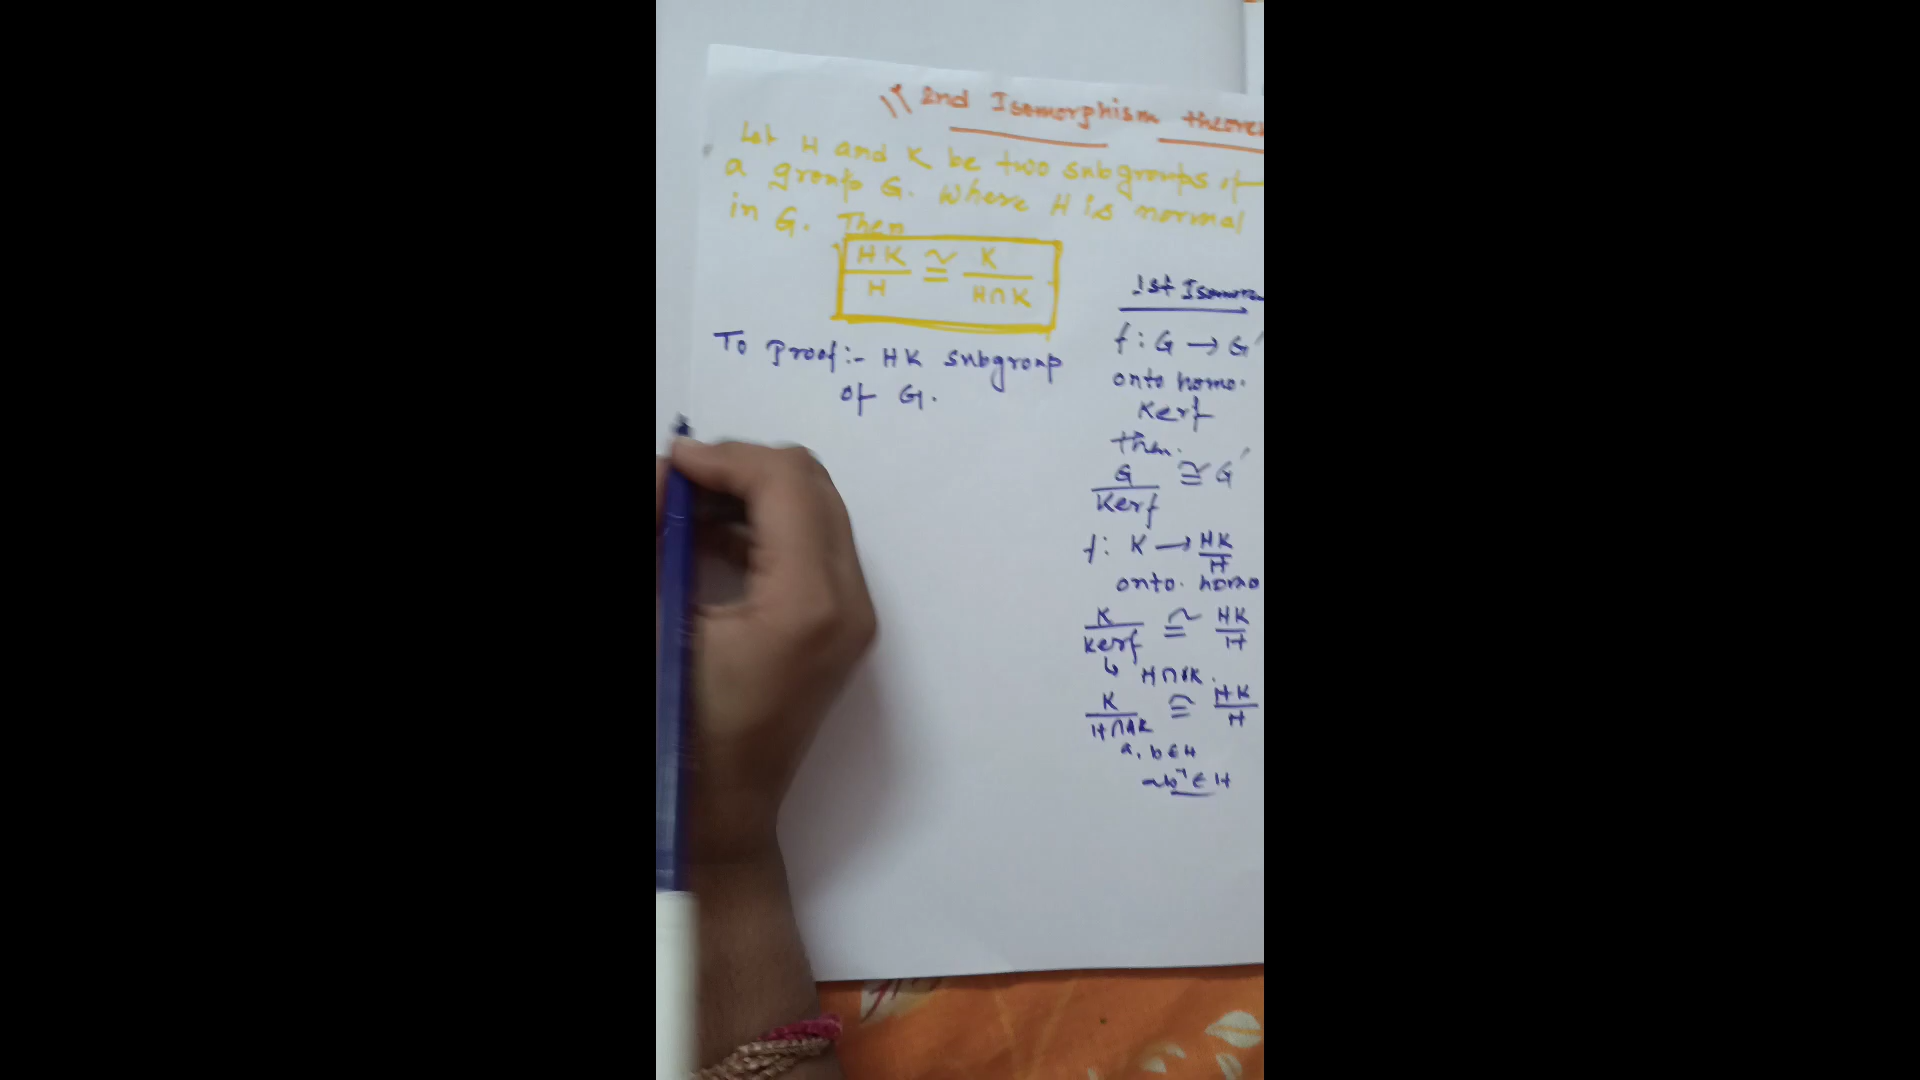 2nd Isomorphism theorem
Let H and K be two subgroups of
a group G. Where H is normal
in G. Then
HK/H ≅ K/H∩K
To Proof:- HK subgroup
of G.
1st Isomor
f: G → G'
onto homo.
Kerf
then.
G/Kerf ≅ G'
f: K → HK/H
onto. homo
K/Kerf ≅ HK/H
↳ H∩K.
K/H∩K ≅ HK/H
a, b ∈ H
ab⁻¹ ∈ H